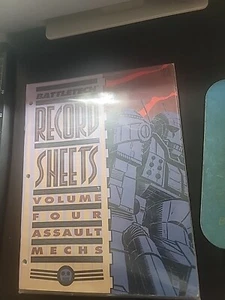 BATTLETECH
RECORD
SHEETS
VOLUME
FOUR
ASSAULT
MECHS